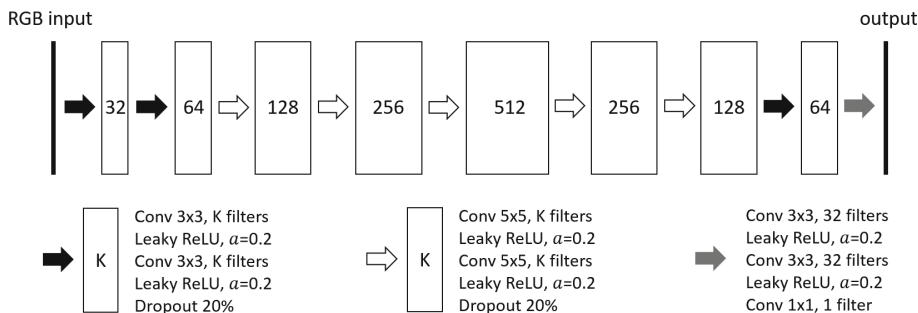 RGB input
output
32
64
128
256
512
256
128
64
K
Conv 3x3, K filters
Leaky ReLU, a=0.2
Conv 3x3, K filters
Leaky ReLU, a=0.2
Dropout 20%
K
Conv 5x5, K filters
Leaky ReLU, a=0.2
Conv 5x5, K filters
Leaky ReLU, a=0.2
Dropout 20%
Conv 3x3, 32 filters
Leaky ReLU, a=0.2
Conv 3x3, 32 filters
Leaky ReLU, a=0.2
Conv 1x1, 1 filter